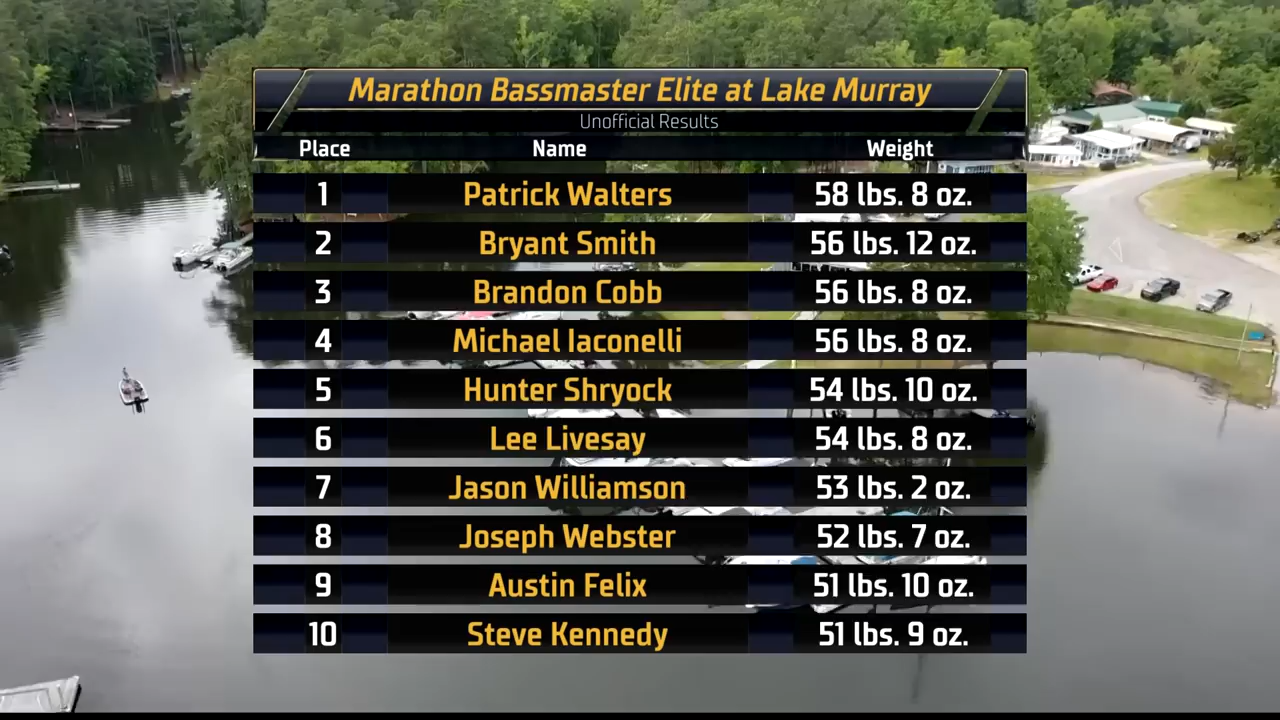 Marathon Bassmaster Elite at Lake Murray
Unofficial Results
Place Name Weight
1 Patrick Walters 58 lbs. 8 oz.
2 Bryant Smith 56 lbs. 12 oz.
3 Brandon Cobb 56 lbs. 8 oz.
4 Michael Iaconelli 56 lbs. 8 oz.
5 Hunter Shryock 54 lbs. 10 oz.
6 Lee Livesay 54 lbs. 8 oz.
7 Jason Williamson 53 lbs. 2 oz.
8 Joseph Webster 52 lbs. 7 oz.
9 Austin Felix 51 lbs. 10 oz.
10 Steve Kennedy 51 lbs. 9 oz.